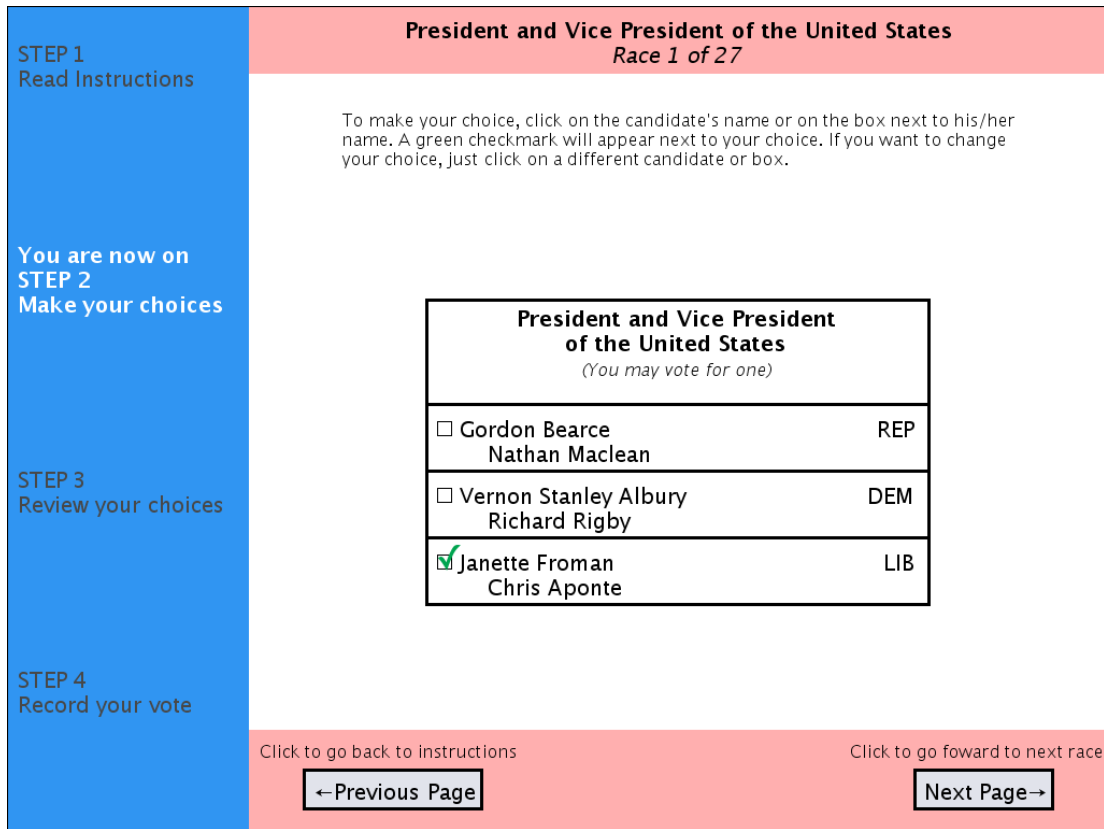 STEP 1
Read Instructions
You are now on
STEP 2
Make your choices
STEP 3
Review your choices
STEP 4
Record your vote
President and Vice President of the United States
Race 1 of 27
To make your choice, click on the candidate's name or on the box next to his/her
name. A green checkmark will appear next to your choice. If you want to change
your choice, just click on a different candidate or box.
President and Vice President
of the United States
(You may vote for one)
Gordon Bearce REP
Nathan Maclean
Vernon Stanley Albury DEM
Richard Rigby
Janette Froman LIB
Chris Aponte
Click to go back to instructions
←Previous Page
Click to go foward to next race
Next Page→